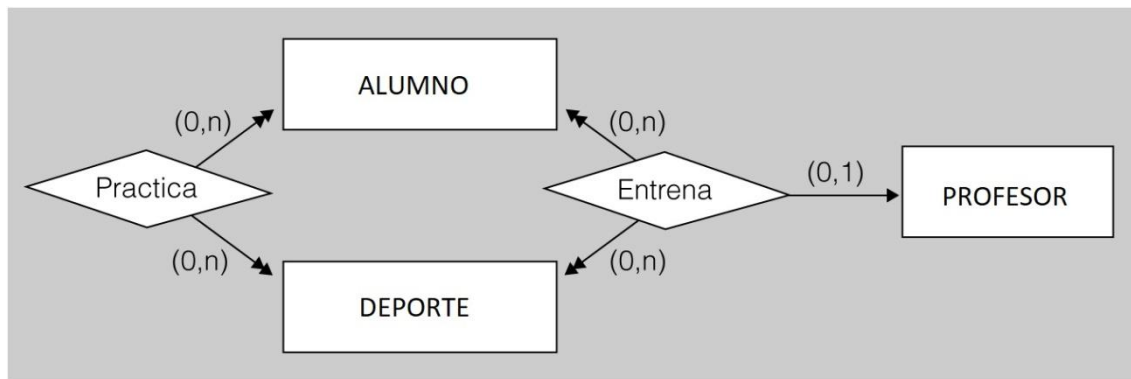 ALUMNO
(0,n)
(0,n)
Practica
Entrena
(0,1)
PROFESOR
(0,n)
(0,n)
DEPORTE